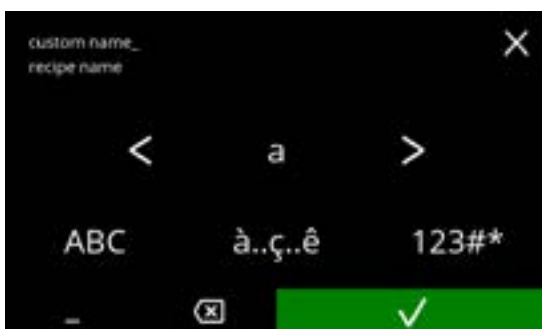 custom name_
recipe name
< a >
ABC à..ç..ê 123#*
_